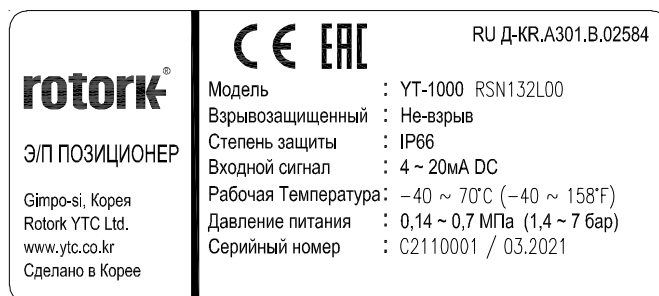 rotork®
Э/П ПОЗИЦИОНЕР
Gimpo-si, Корея
Rotork YTC Ltd.
www.ytc.co.kr
Сделано в Корее
CE EAC
RU Д-KR.A301.B.02584
Модель : YT-1000 RSN132L00
Взрывозащищенный : Не-взрыв
Степень защиты : IP66
Входной сигнал : 4 ~ 20мА DC
Рабочая Температура: -40 ~ 70°C (-40 ~ 158°F)
Давление питания : 0,14 ~ 0,7 МПа (1,4 ~ 7 бар)
Серийный номер : C2110001 / 03.2021